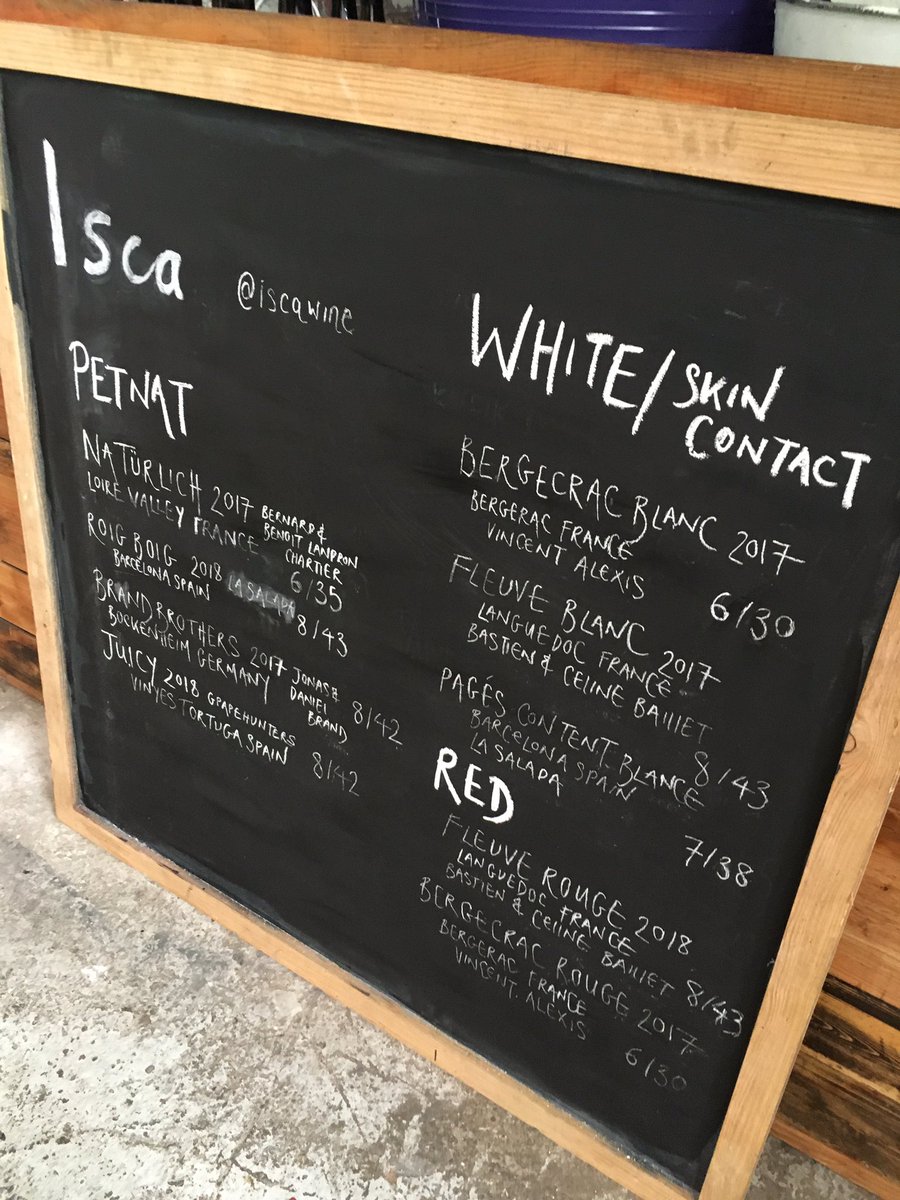 Isca
@iscawine
PETNAT
NATÜRLICH 2017 BERNARD &
BENOIT LANDRON
CHARTIER
LOIRE VALLEY FRANCE
6/35
ROIG BOIG 2018 LA SALADA
BARCELONA SPAIN
8/43
BRAND BROTHERS 2017 JONAS &
DANIEL
BRAND
BOCKENHEIM GERMANY
8/42
JUICY 2018 GRAPEHUNTERS
VINYES TORTUGA SPAIN
8/42
WHITE/SKIN
CONTACT
BERGECRAC BLANC 2017
BERGERAC FRANCE
VINCENT ALEXIS
6/30
FLEUVE BLANC 2017
LANGUEDOC FRANCE
BASTIEN & CELINE BAILLET
8/43
PAGÉS CONTENT. BLANCE
BARCELONA SPAIN
LA SALADA
7/38
RED
FLEUVE ROUGE 2018
LANGUEDOC FRANCE
BASTIEN & CELINE BAILLET
8/43
BERGECRAC ROUGE 2017
BERGERAC FRANCE
VINCENT. ALEXIS
6/30